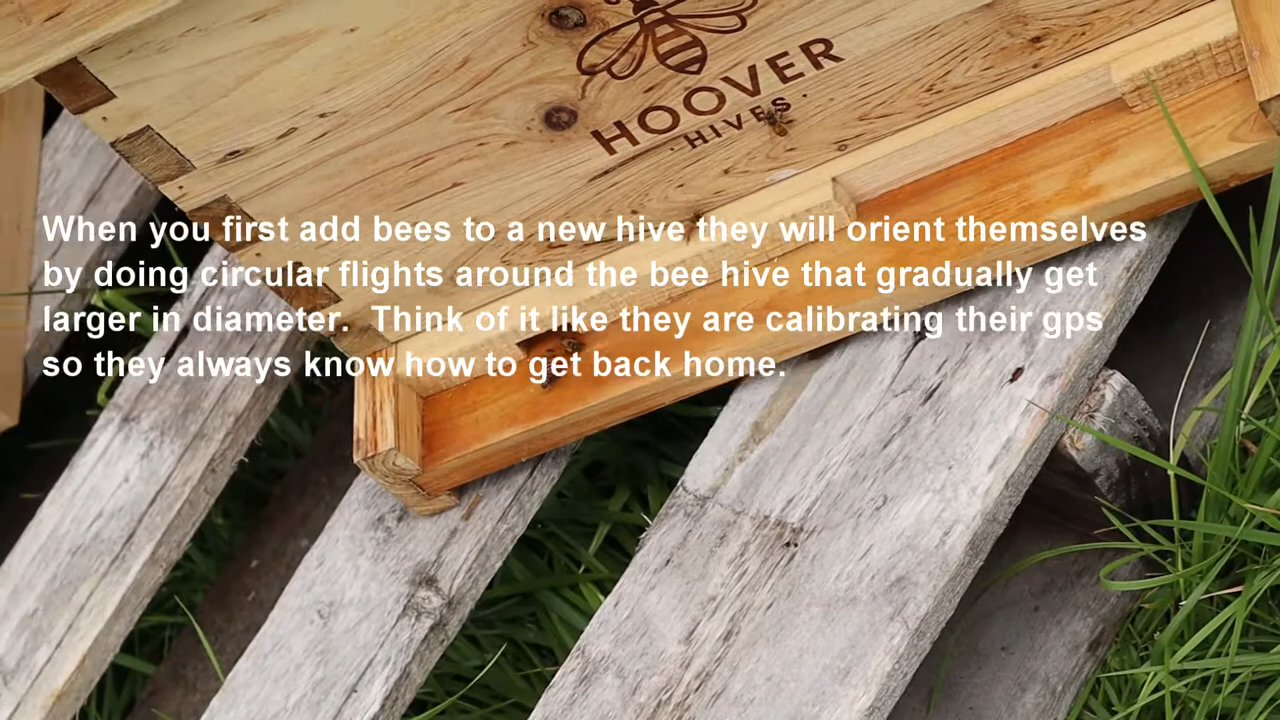 HOOVER
HIVES
When you first add bees to a new hive they will orient themselves
by doing circular flights around the bee hive that gradually get
larger in diameter.  Think of it like they are calibrating their gps
so they always know how to get back home.